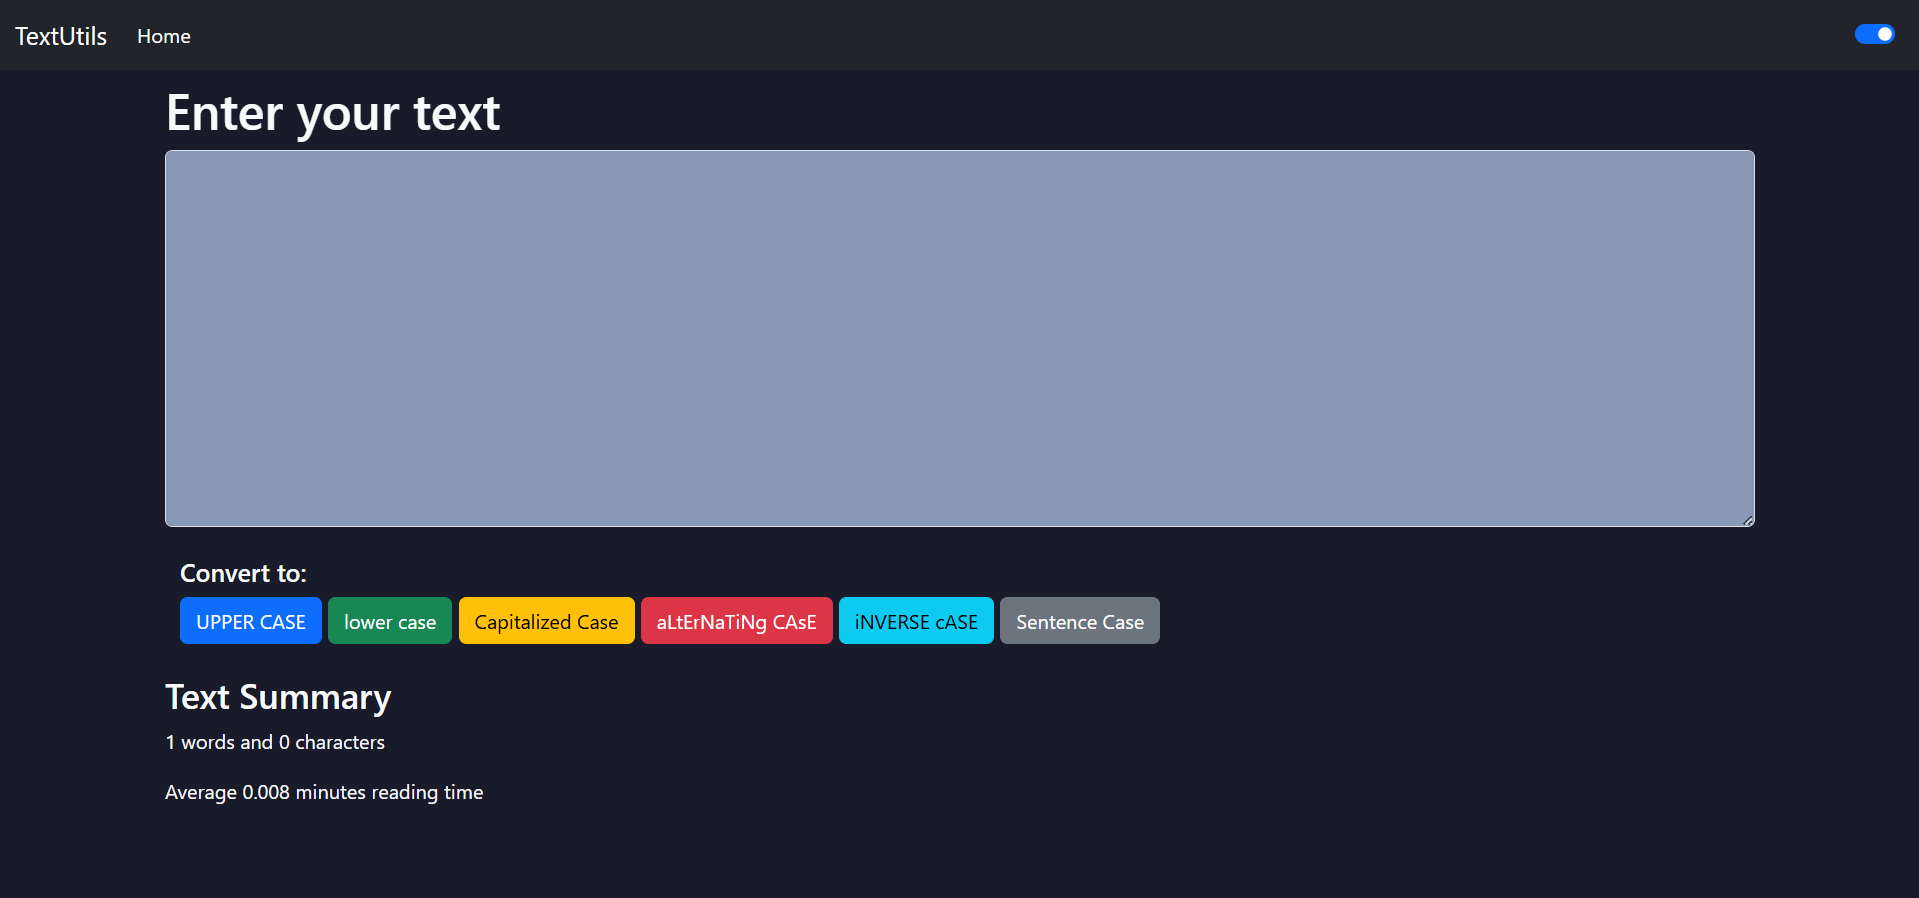 TextUtils Home
Enter your text
Convert to:
UPPER CASE lower case Capitalized Case aLtErNaTiNg CAsE iNVERSE cASE Sentence Case
Text Summary
1 words and 0 characters
Average 0.008 minutes reading time